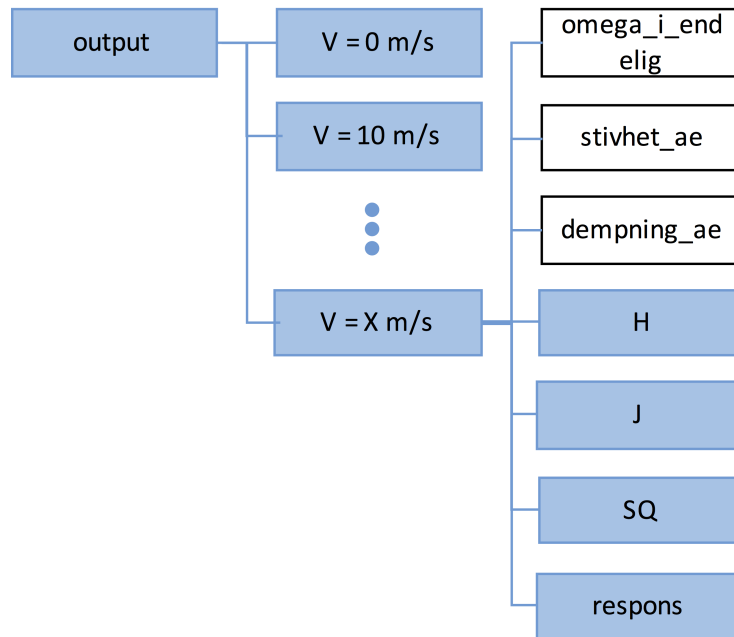 output
V = 0 m/s
V = 10 m/s
V = X m/s
omega_i_end
elig
stivhet_ae
dempning_ae
H
J
SQ
respons